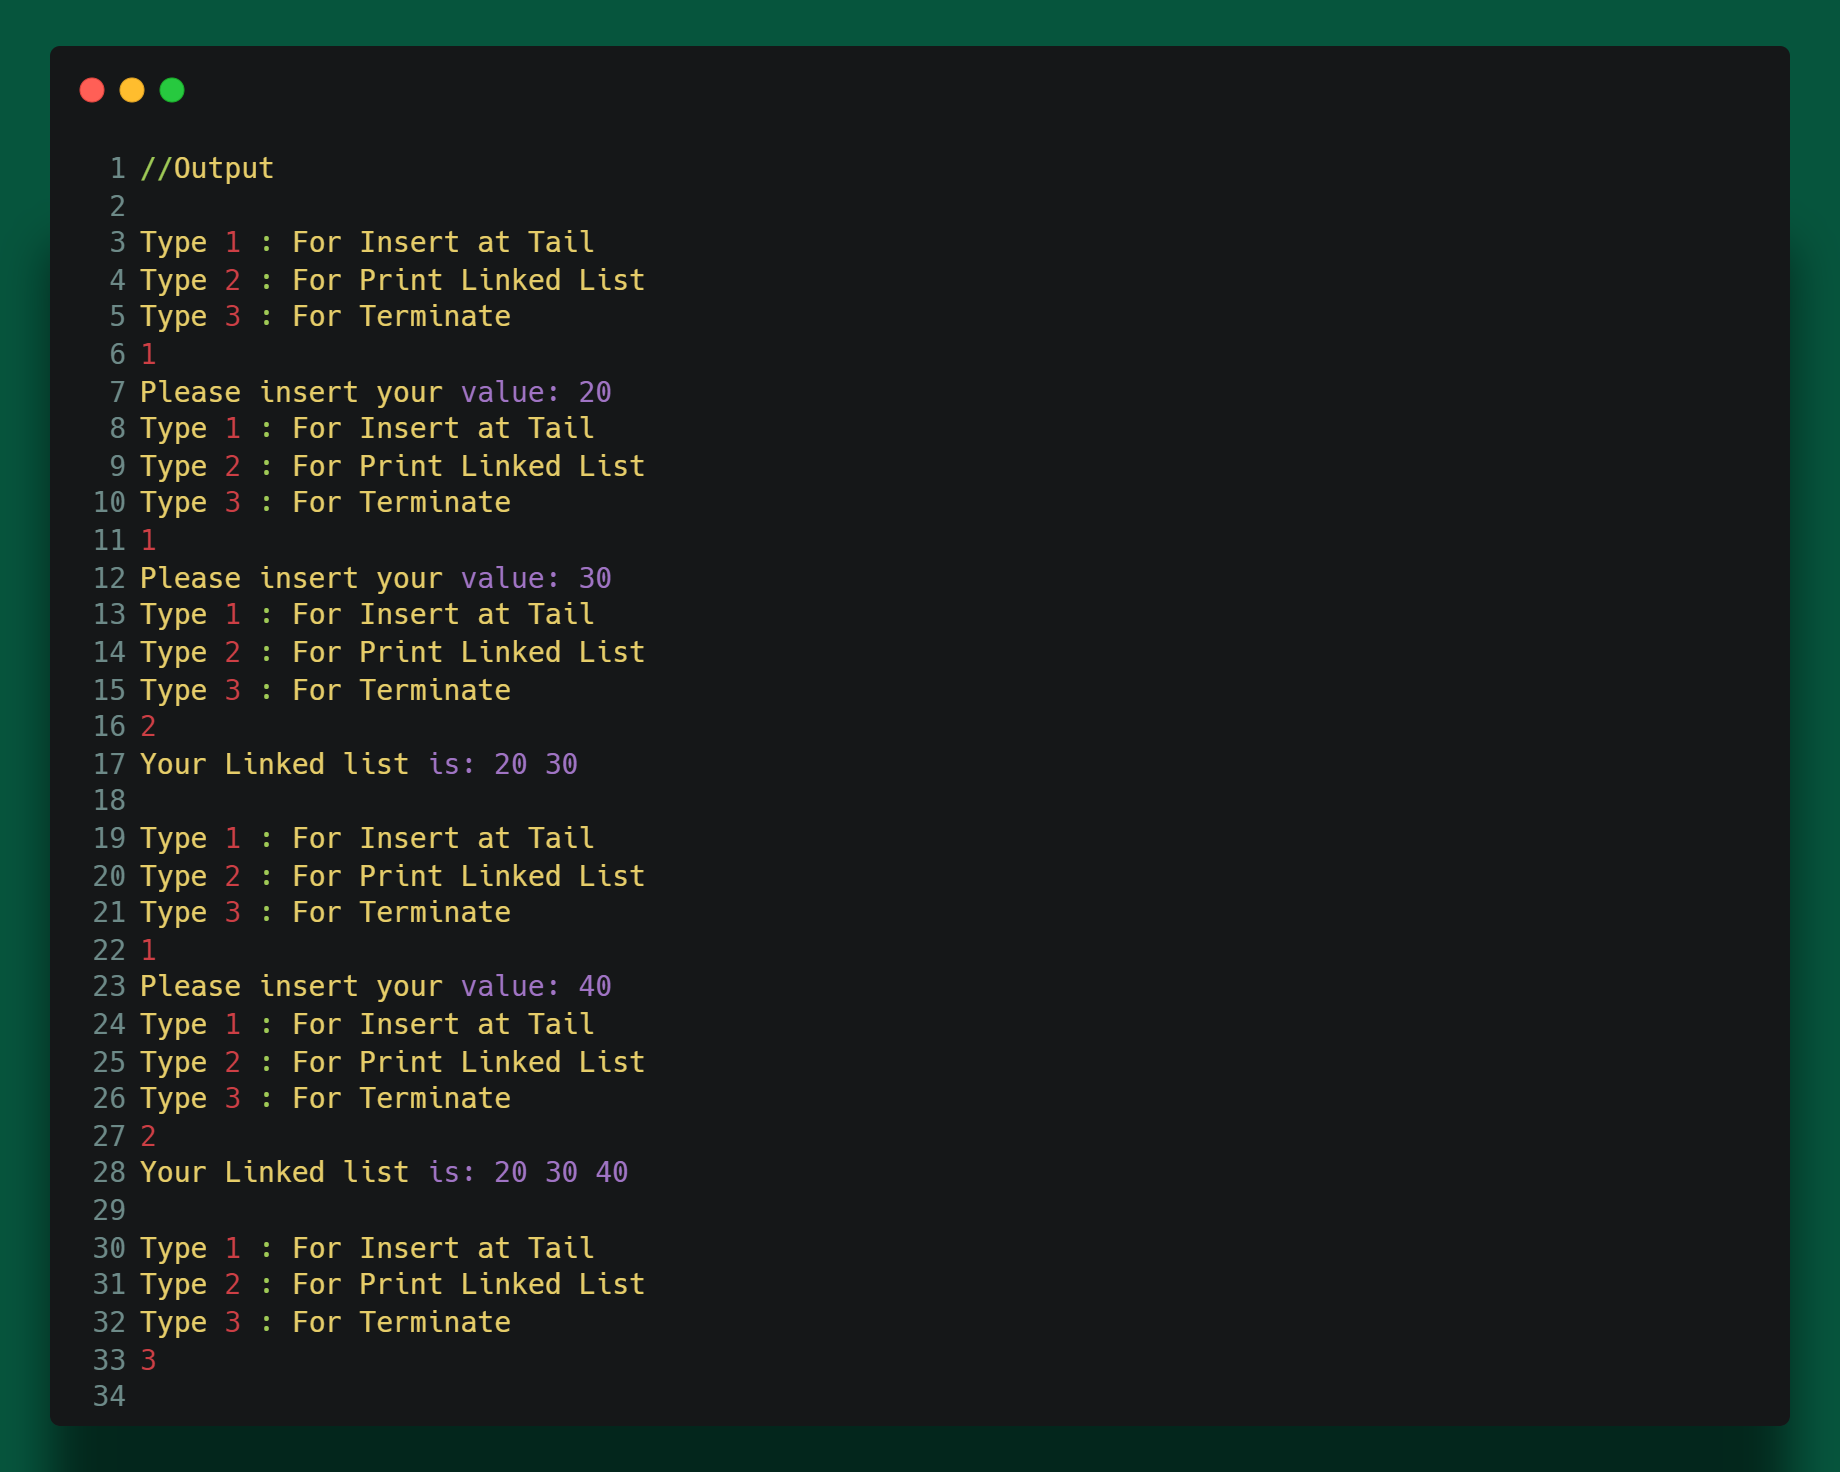 1 //Output
2
3 Type 1 : For Insert at Tail
4 Type 2 : For Print Linked List
5 Type 3 : For Terminate
6 1
7 Please insert your value: 20
8 Type 1 : For Insert at Tail
9 Type 2 : For Print Linked List
10 Type 3 : For Terminate
11 1
12 Please insert your value: 30
13 Type 1 : For Insert at Tail
14 Type 2 : For Print Linked List
15 Type 3 : For Terminate
16 2
17 Your Linked list is: 20 30
18
19 Type 1 : For Insert at Tail
20 Type 2 : For Print Linked List
21 Type 3 : For Terminate
22 1
23 Please insert your value: 40
24 Type 1 : For Insert at Tail
25 Type 2 : For Print Linked List
26 Type 3 : For Terminate
27 2
28 Your Linked list is: 20 30 40
29
30 Type 1 : For Insert at Tail
31 Type 2 : For Print Linked List
32 Type 3 : For Terminate
33 3
34